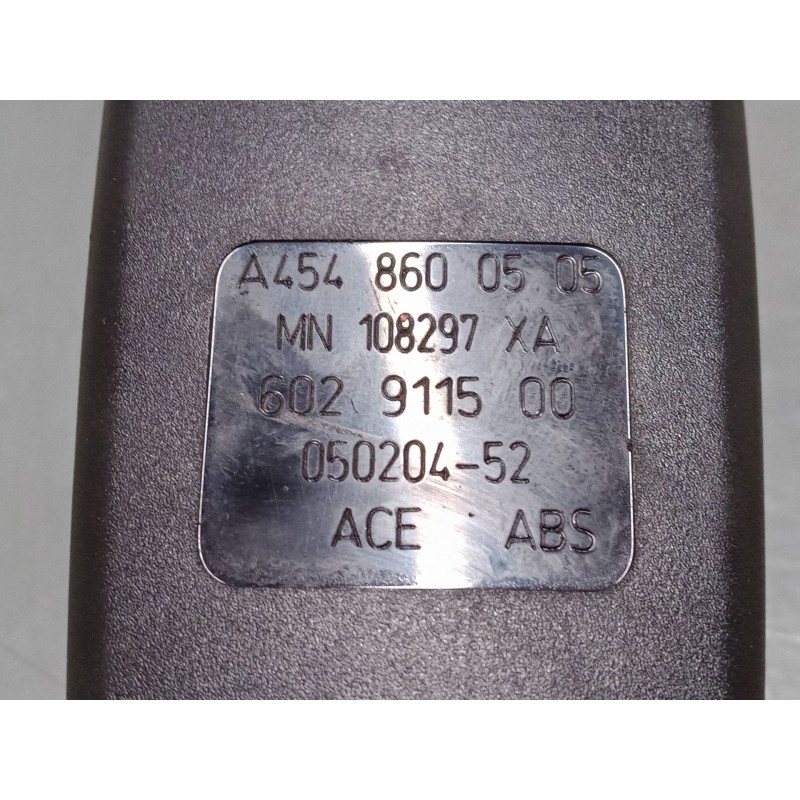 A454 860 05 05
MN 108297 XA
602 9115 00
050204-52
ACE ABS